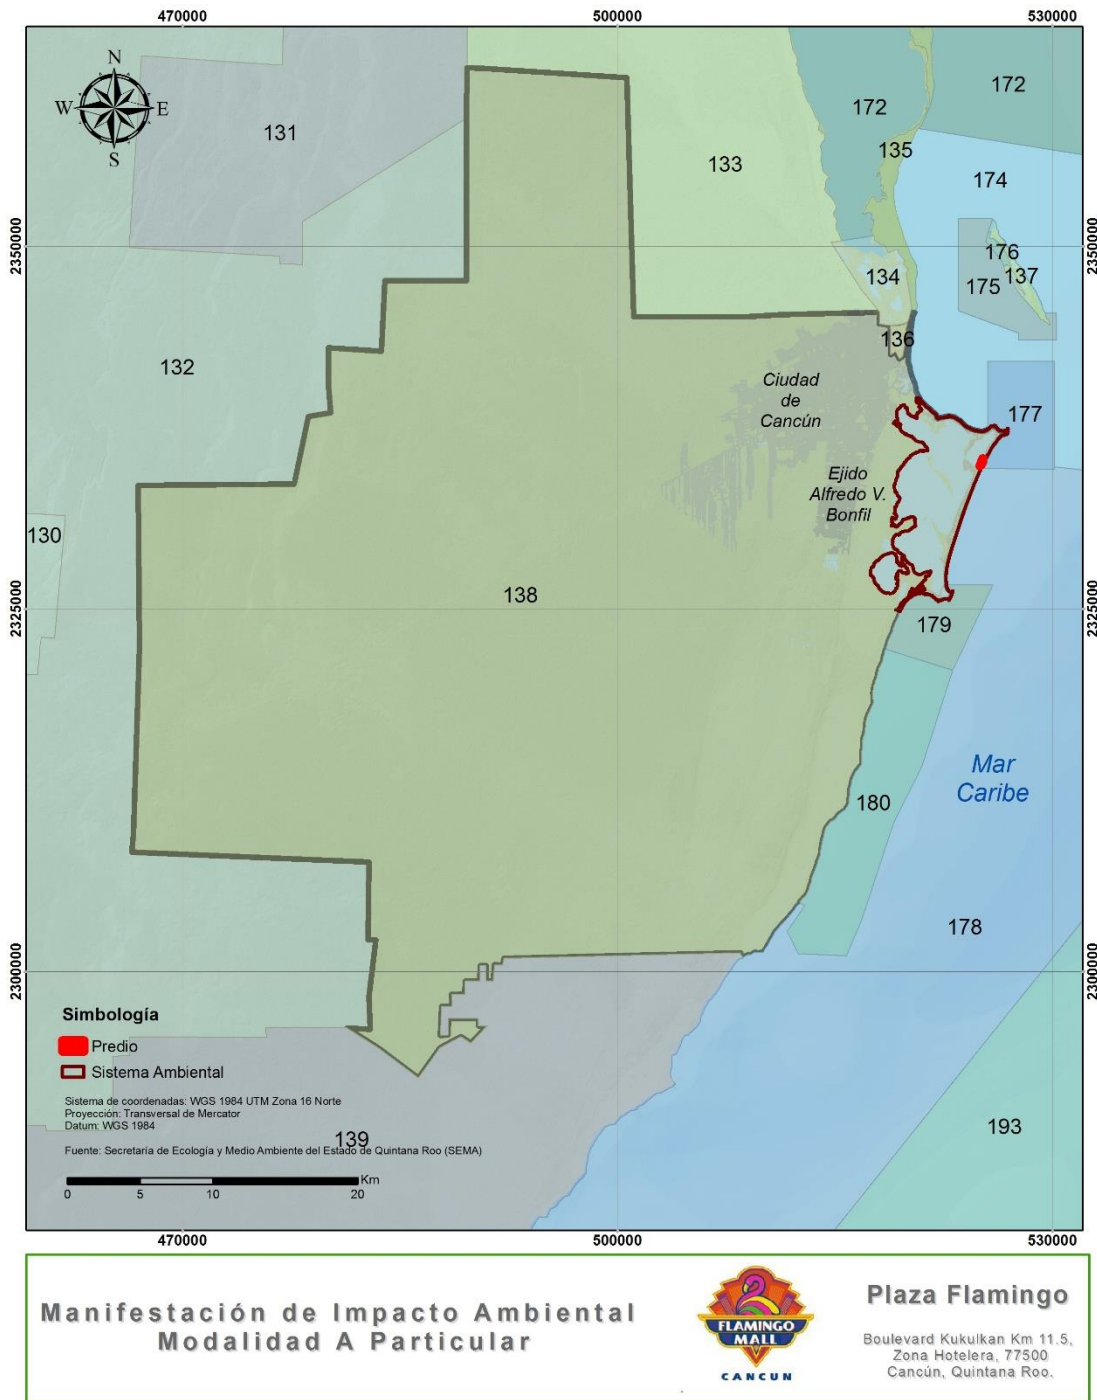 470000
500000
530000
N
W
E
S
131
133
172
172
135
174
2350000
2350000
134
176
175
137
136
132
Ciudad
de
Cancún
177
Ejido
Alfredo V.
Bonfil
130
138
2325000
2325000
179
Mar
Caribe
180
178
2300000
2300000
193
139
Simbología
Predio
Sistema Ambiental
Sistema de coordenadas: WGS 1984 UTM Zona 16 Norte
Proyección: Transversal de Mercator
Datum: WGS 1984
Fuente: Secretaría de Ecología y Medio Ambiente del Estado de Quintana Roo (SEMA)
Km
0 5 10 20
470000
500000
530000
Manifestación de Impacto Ambiental
Modalidad A Particular
FLAMINGO
MALL
CANCUN
Plaza Flamingo
Boulevard Kukulkan Km 11.5,
Zona Hotelera, 77500
Cancún, Quintana Roo.